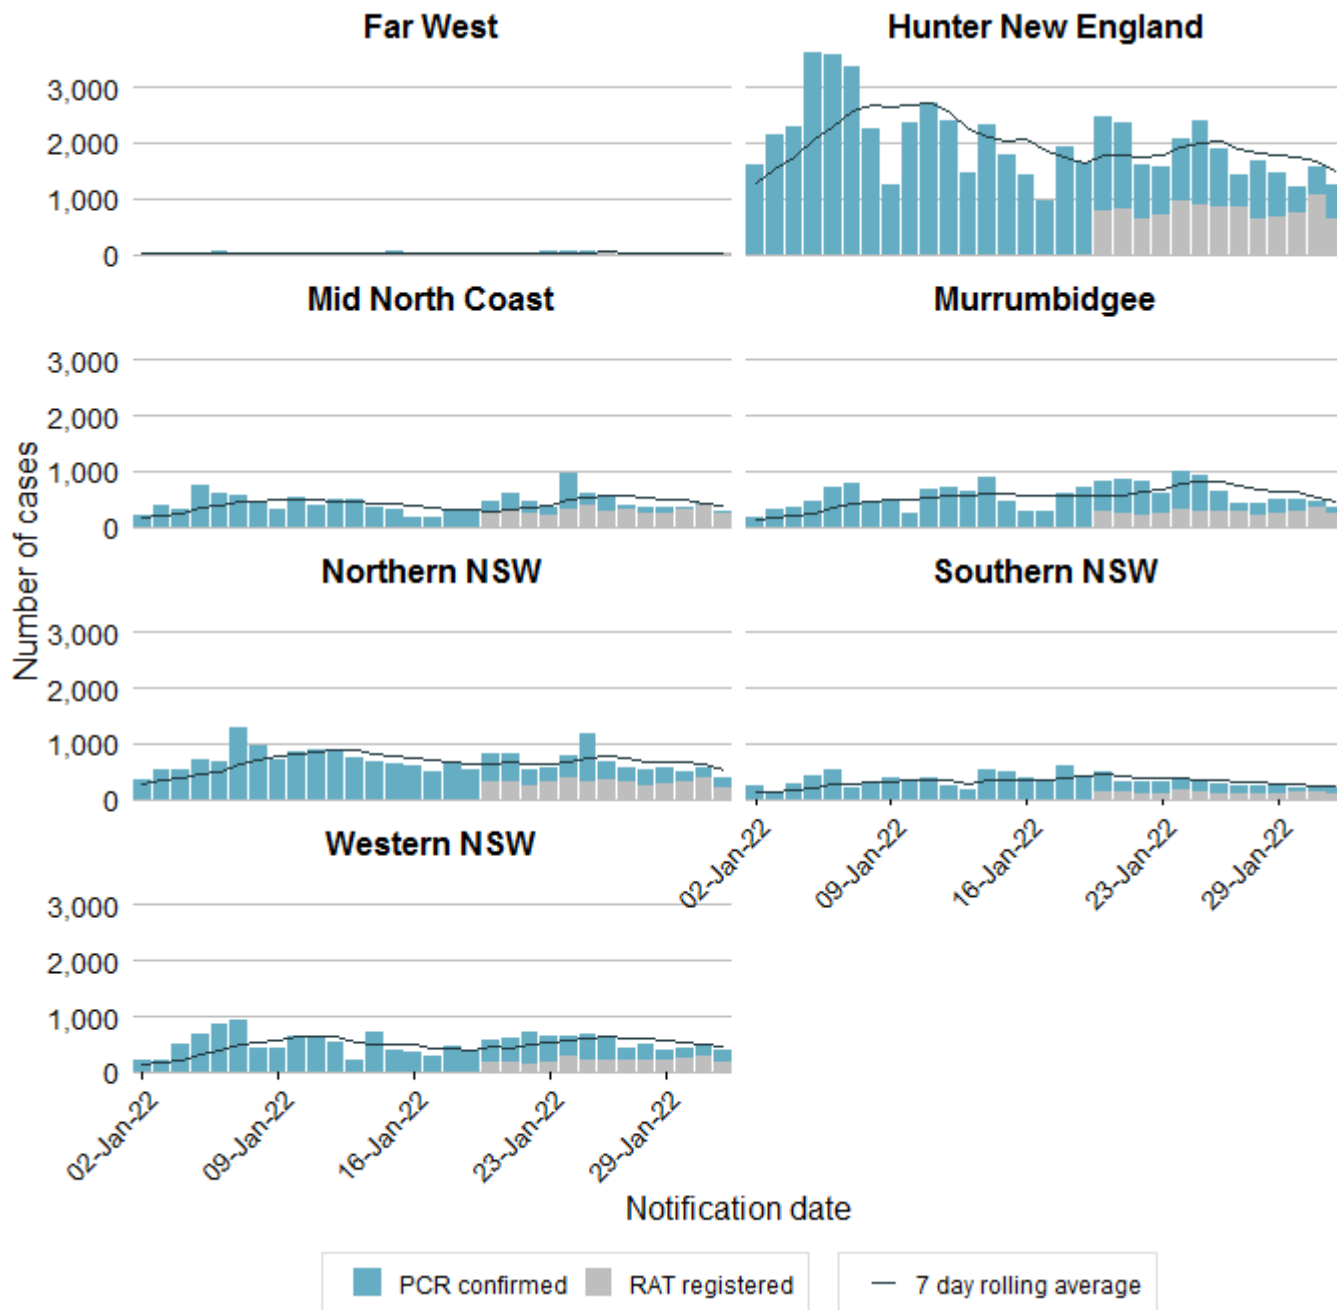 Far West
Hunter New England
3,000
2,000
1,000
0
Mid North Coast
Murrumbidgee
3,000
2,000
1,000
0
Northern NSW
Southern NSW
3,000
2,000
1,000
0
Number of cases
Western NSW
02-Jan-22
09-Jan-22
16-Jan-22
23-Jan-22
29-Jan-22
3,000
2,000
1,000
0
02-Jan-22
09-Jan-22
16-Jan-22
23-Jan-22
29-Jan-22
Notification date
PCR confirmed
RAT registered
7 day rolling average